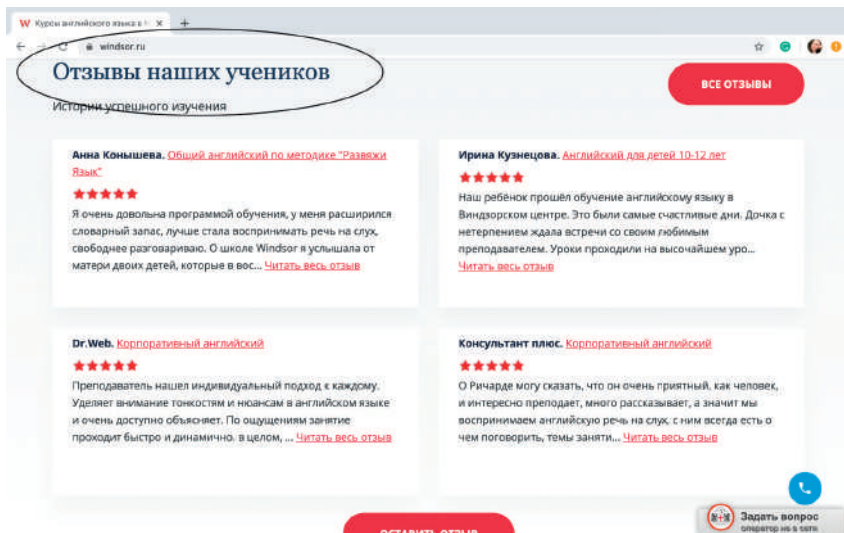 W Курсы английского языка в
windsor.ru
Отзывы наших учеников
ВСЕ ОТЗЫВЫ
Истории успешного изучения
Анна Конышева. Общий английский по методике "Развяжи
Язык"
Я очень довольна программой обучения, у меня расширился
словарный запас, лучше стала воспринимать речь на слух,
свободнее разговариваю. О школе Windsor я услышала от
матери двоих детей, которые в вос... Читать весь отзыв
Ирина Кузнецова. Английский для детей 10-12 лет
Наш ребёнок прошёл обучение английскому языку в
Виндзорском центре. Это были самые счастливые дни. Дочка с
нетерпением ждала встречи со своим любимым
преподавателем. Уроки проходили на высочайшем уро...
Читать весь отзыв
Dr.Web. Корпоративный английский
Преподаватель нашел индивидуальный подход к каждому.
Уделяет внимание тонкостям и нюансам в английском языке
и очень доступно объясняет. По ощущениям занятие
проходит быстро и динамично. в целом, ... Читать весь отзыв
Консультант плюс. Корпоративный английский
О Ричарде могу сказать, что он очень приятный, как человек,
и интересно преподает, много рассказывает, а значит мы
воспринимаем английскую речь на слух, с ним всегда есть о
чем поговорить, темы заняти... Читать весь отзыв
ОСТАВИТЬ ОТЗЫВ
Задать вопрос
оператор не в сети